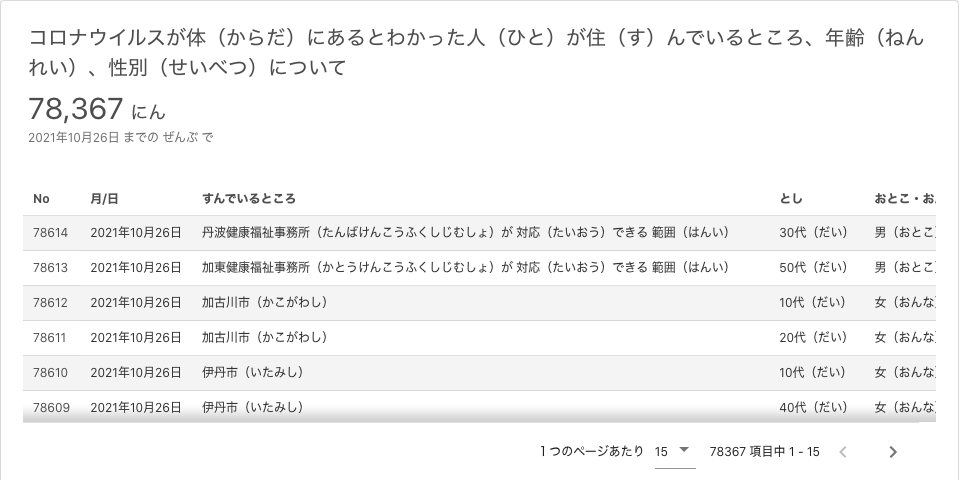 コロナウイルスが体（からだ）にあるとわかった人（ひと）が住（す）んでいるところ、年齢（ねん
れい）、性別（せいべつ）について
78,367 にん
2021年10月26日 までの ぜんぶ で
No 月/日 すんでいるところ とし おとこ・お
78614 2021年10月26日 丹波健康福祉事務所（たんばけんこうふくしじむしょ）が 対応（たいおう）できる 範囲（はんい） 30代（だい） 男（おとこ
78613 2021年10月26日 加東健康福祉事務所（かとうけんこうふくしじむしょ）が 対応（たいおう）できる 範囲（はんい） 50代（だい） 男（おとこ
78612 2021年10月26日 加古川市（かこがわし） 10代（だい） 女（おんな
78611 2021年10月26日 加古川市（かこがわし） 20代（だい） 女（おんな
78610 2021年10月26日 伊丹市（いたみし） 10代（だい） 女（おんな
78609 2021年10月26日 伊丹市（いたみし） 40代（だい） 女（おんな
1 つのページあたり 15 78367 項目中 1 - 15